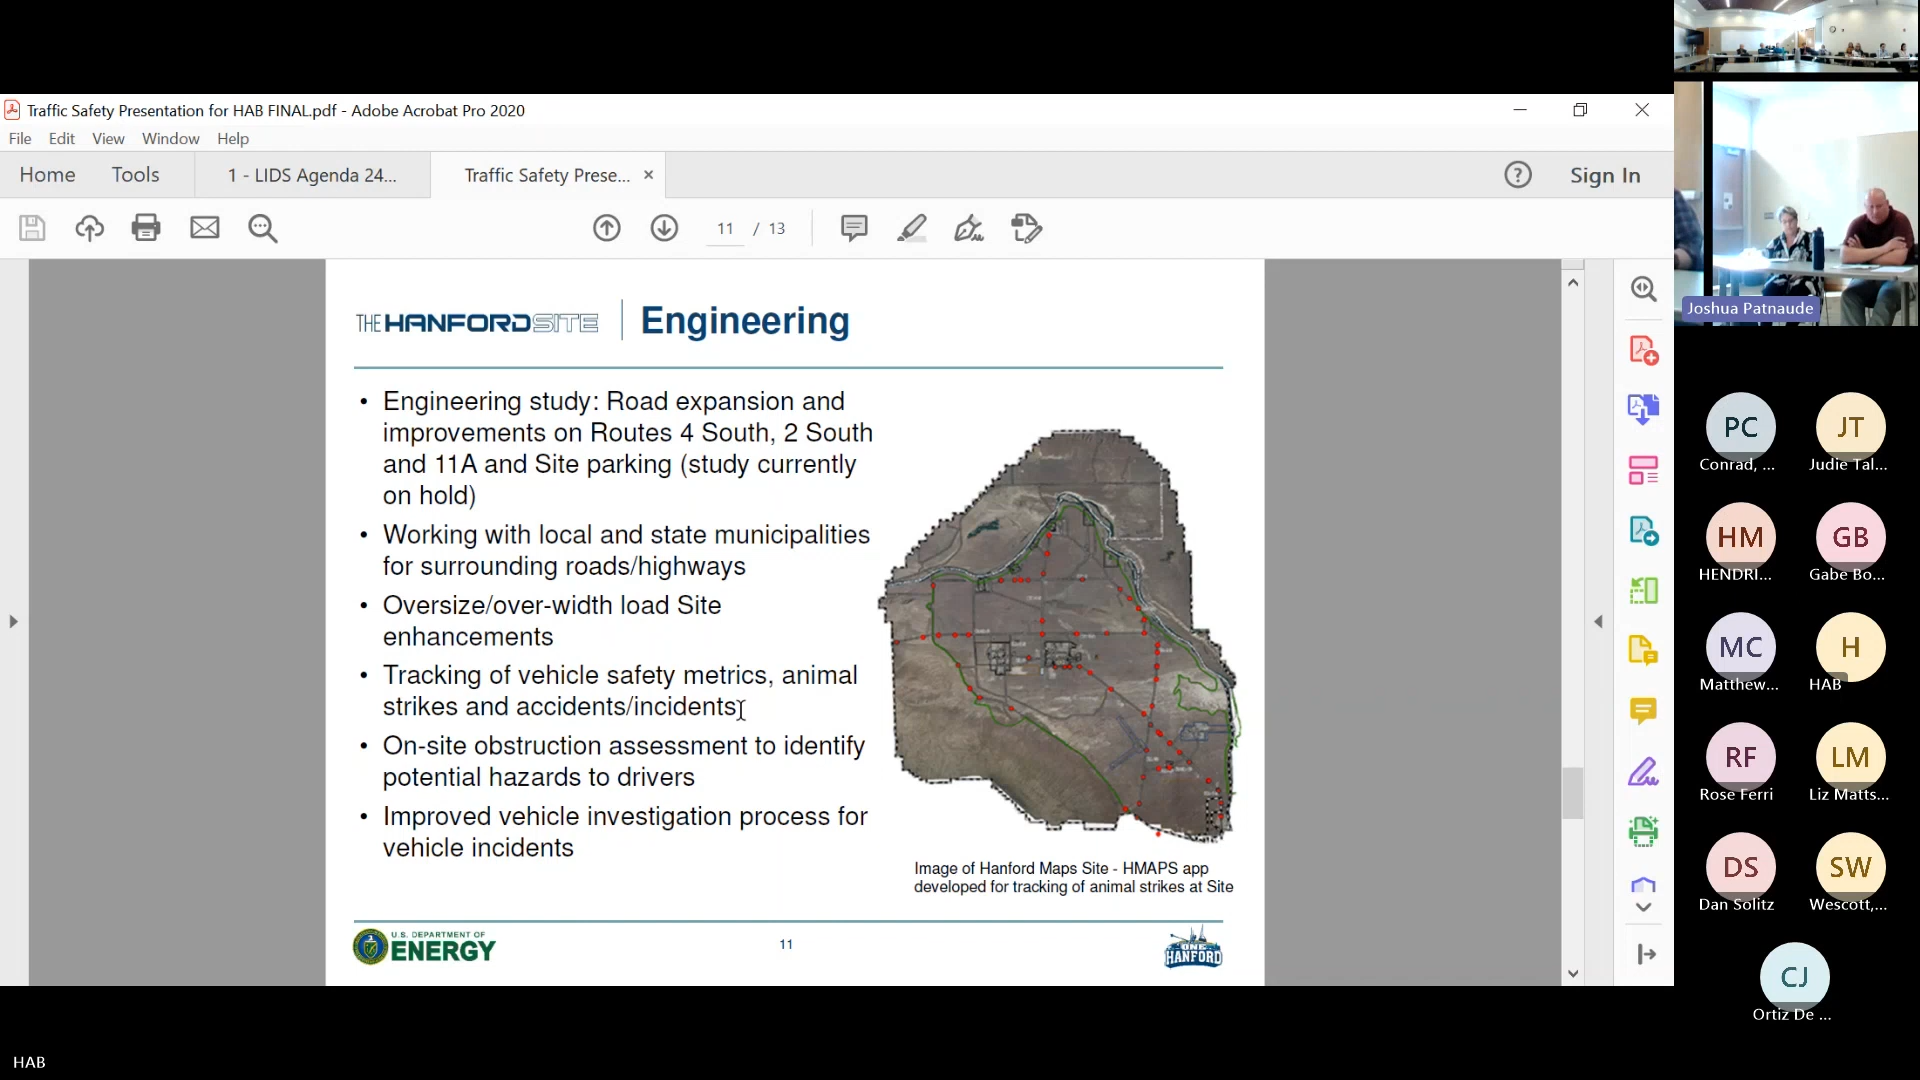 Traffic Safety Presentation for HAB FINAL.pdf - Adobe Acrobat Pro 2020
File Edit View Window Help
Home Tools 1 - LIDS Agenda 24... Traffic Safety Prese... × Sign In
11 / 13
THE HANFORD SITE Engineering
• Engineering study: Road expansion and
improvements on Routes 4 South, 2 South
and 11A and Site parking (study currently
on hold)
• Working with local and state municipalities
for surrounding roads/highways
• Oversize/over-width load Site
enhancements
• Tracking of vehicle safety metrics, animal
strikes and accidents/incidents
• On-site obstruction assessment to identify
potential hazards to drivers
• Improved vehicle investigation process for
vehicle incidents
Image of Hanford Maps Site - HMAPS app
developed for tracking of animal strikes at Site
U.S. DEPARTMENT OF
ENERGY
11
ONE
HANFORD
Joshua Patnaude
PC JT
Conrad, ... Judie Tal...
HM GB
HENDRI... Gabe Bo...
MC H
Matthew... HAB
RF LM
Rose Ferri Liz Matts...
DS SW
Dan Solitz Wescott,...
CJ
Ortiz De ...
HAB